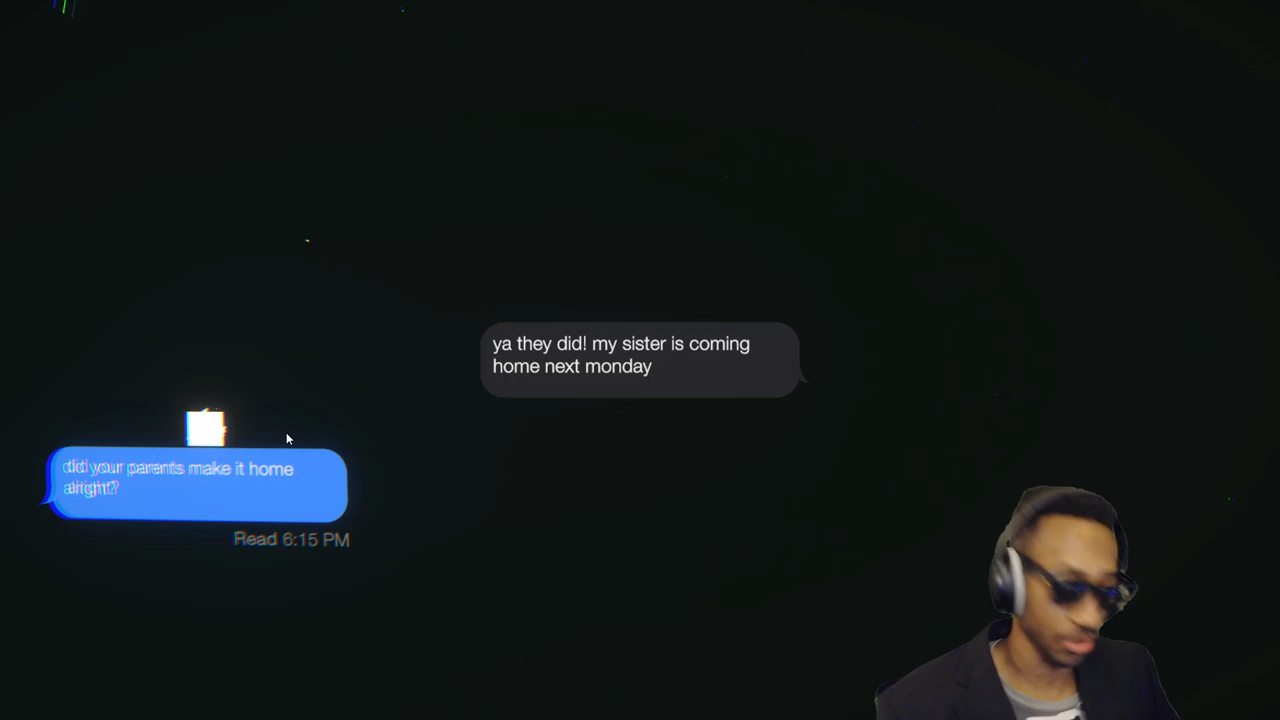 ya they did! my sister is coming
home next monday
did your parents make it home
alright?
Read 6:15 PM